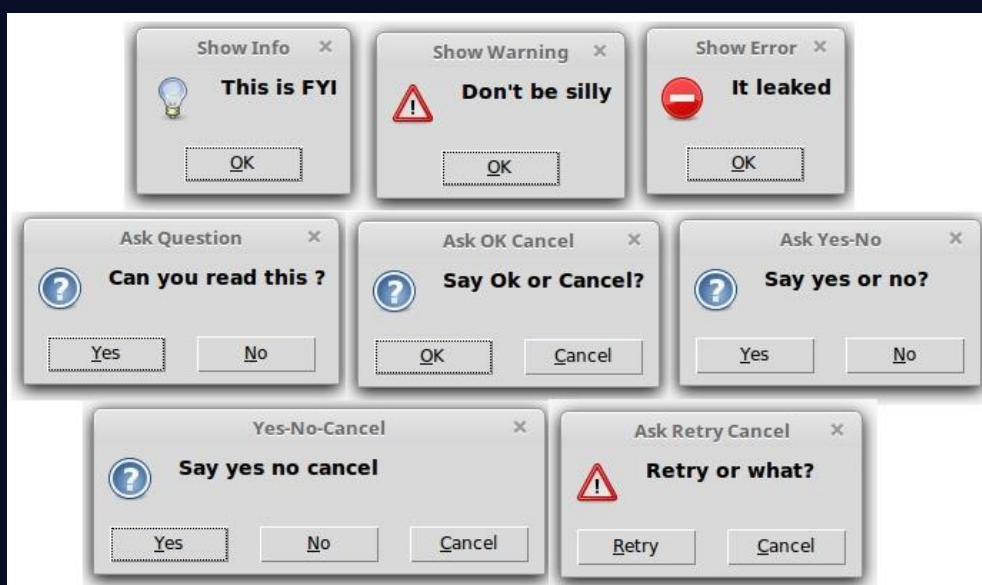 Show Info
This is FYI
OK
Show Warning
Don't be silly
OK
Show Error
It leaked
OK
Ask Question
Can you read this ?
Yes No
Ask OK Cancel
Say Ok or Cancel?
OK Cancel
Ask Yes-No
Say yes or no?
Yes No
Yes-No-Cancel
Say yes no cancel
Yes No Cancel
Ask Retry Cancel
Retry or what?
Retry Cancel